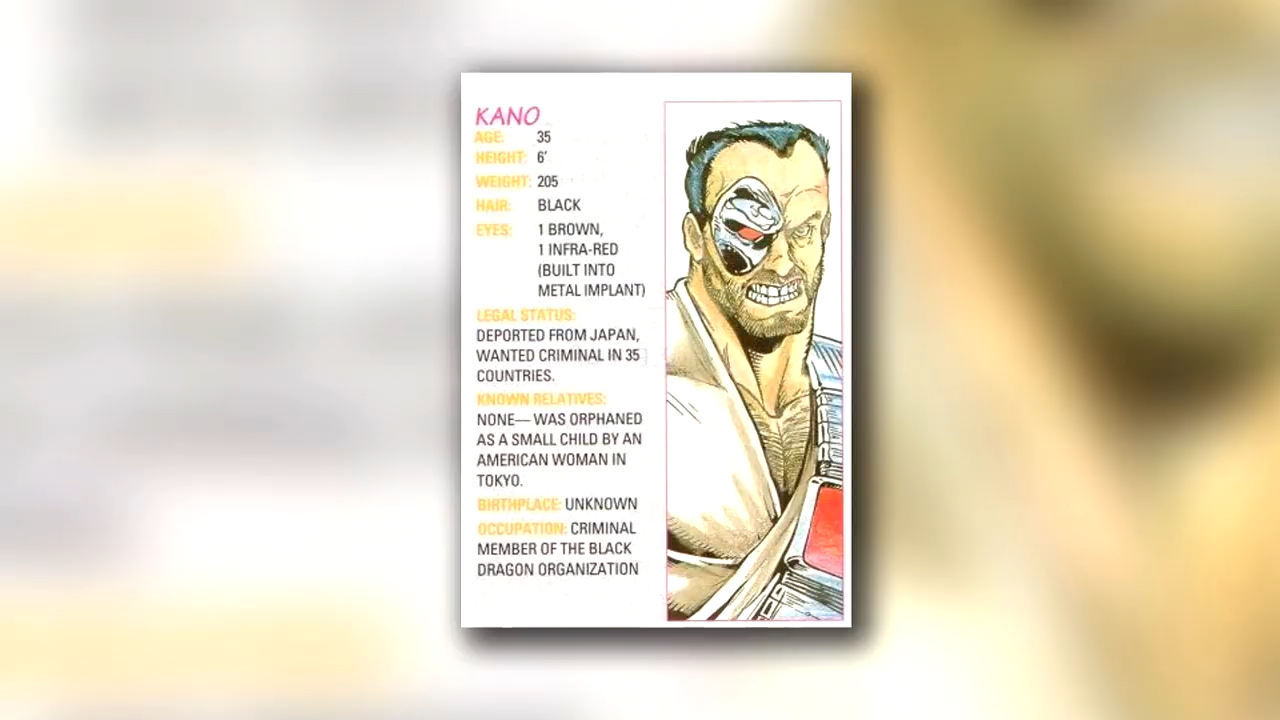 KANO
AGE: 35
HEIGHT: 6'
WEIGHT: 205
HAIR: BLACK
EYES: 1 BROWN,
1 INFRA-RED
(BUILT INTO
METAL IMPLANT)
LEGAL STATUS:
DEPORTED FROM JAPAN,
WANTED CRIMINAL IN 35
COUNTRIES.
KNOWN RELATIVES:
NONE— WAS ORPHANED
AS A SMALL CHILD BY AN
AMERICAN WOMAN IN
TOKYO.
BIRTHPLACE: UNKNOWN
OCCUPATION: CRIMINAL
MEMBER OF THE BLACK
DRAGON ORGANIZATION